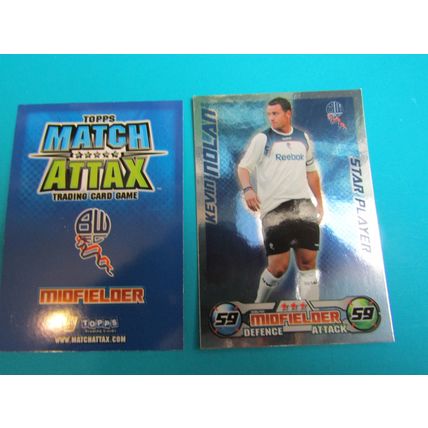 TOPPS
MATCH
ATTAX
TRADING CARD GAME
BW
MIDFIELDER
TOPPS
WWW.MATCHATTAX.COM
KEVIN NOLAN
Reebok
STAR PLAYER
59
MIDFIELDER
59
DEFENCE
ATTACK